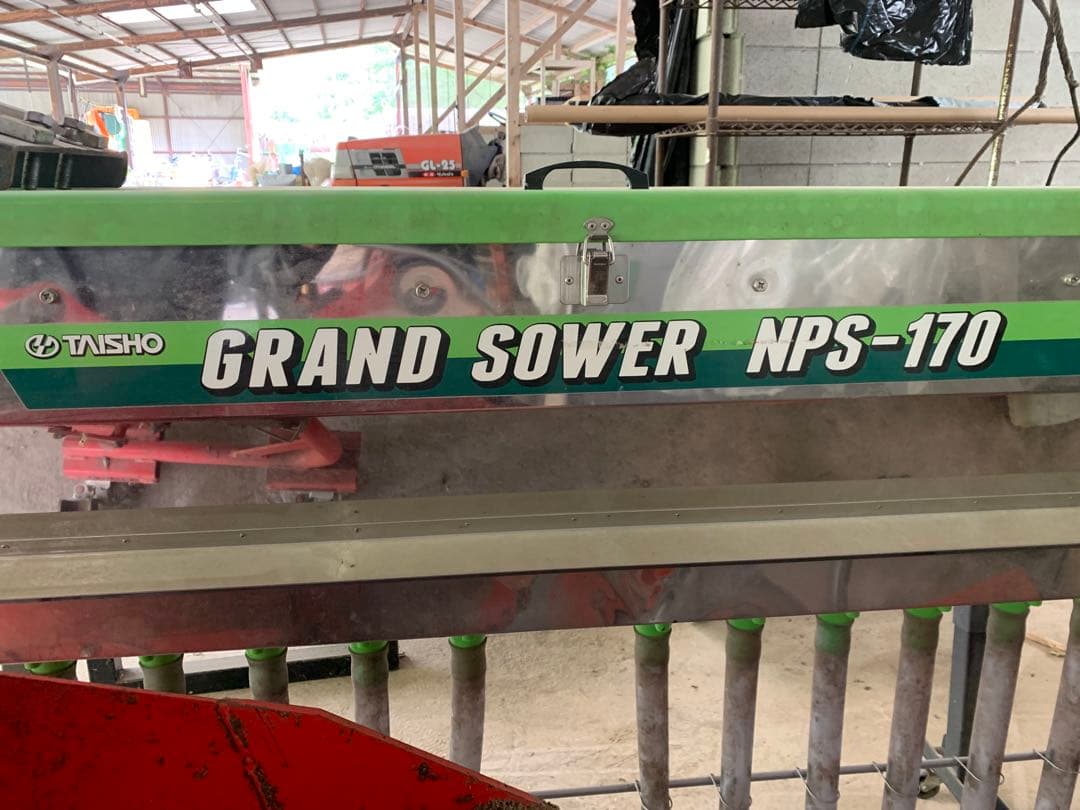 GL-25
TAISHO GRAND SOWER NPS-170